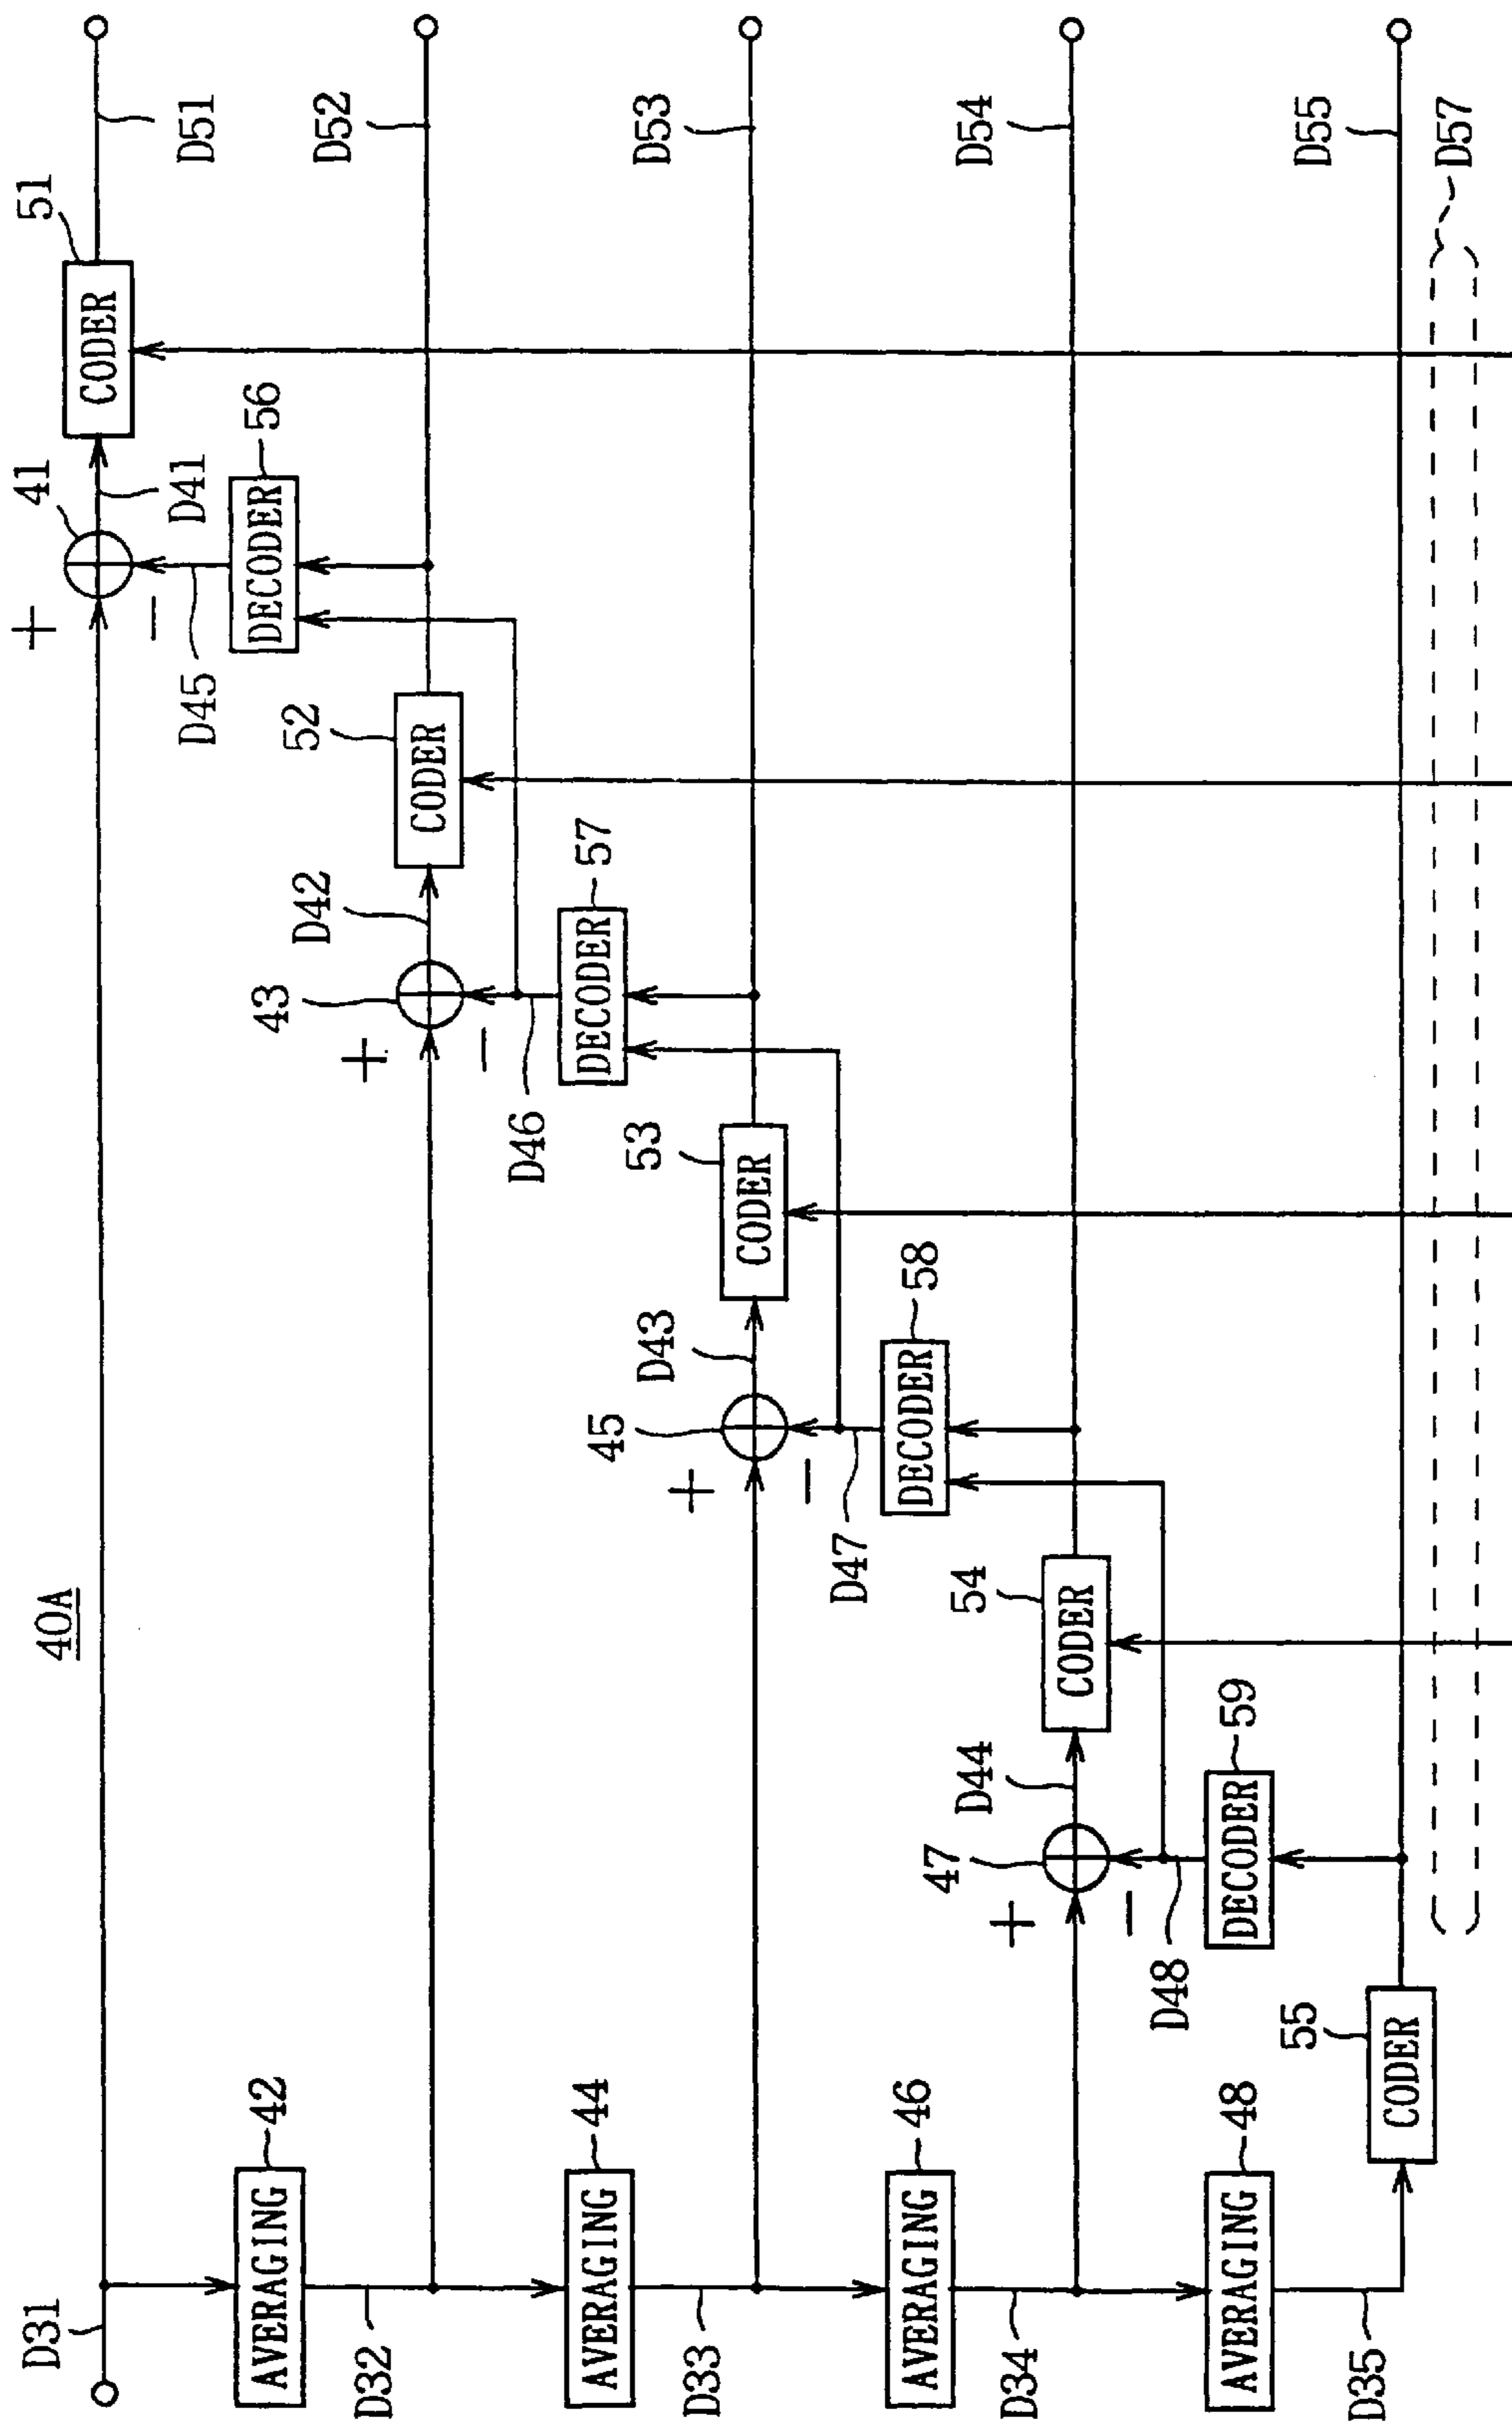 40A
D31
41
D41
51
CODER
D51
+
−
D45
AVERAGING
42
DECODER
56
D32
43
D42
52
CODER
D52
+
−
D46
AVERAGING
44
DECODER
57
D33
45
D43
53
CODER
D53
+
−
D47
AVERAGING
46
DECODER
58
D34
47
D44
54
CODER
D54
+
−
D48
AVERAGING
48
DECODER
59
D35
55
CODER
D55
D57